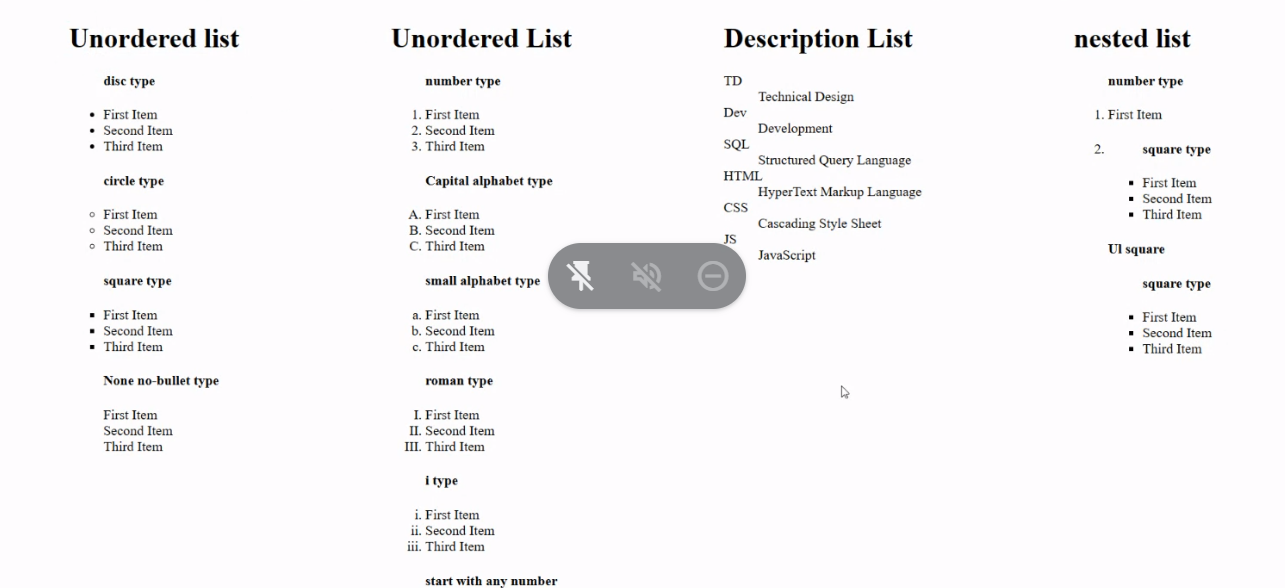 Unordered list
disc type
• First Item
• Second Item
• Third Item
circle type
○ First Item
○ Second Item
○ Third Item
square type
▪ First Item
▪ Second Item
▪ Third Item
None no-bullet type
First Item
Second Item
Third Item
Unordered List
number type
1. First Item
2. Second Item
3. Third Item
Capital alphabet type
A. First Item
B. Second Item
C. Third Item
small alphabet type
a. First Item
b. Second Item
c. Third Item
roman type
I. First Item
II. Second Item
III. Third Item
i type
i. First Item
ii. Second Item
iii. Third Item
start with any number
Description List
TD
Technical Design
Dev
Development
SQL
Structured Query Language
HTML
HyperText Markup Language
CSS
Cascading Style Sheet
JS
JavaScript
nested list
number type
1. First Item
2. square type
▪ First Item
▪ Second Item
▪ Third Item
Ul square
square type
▪ First Item
▪ Second Item
▪ Third Item